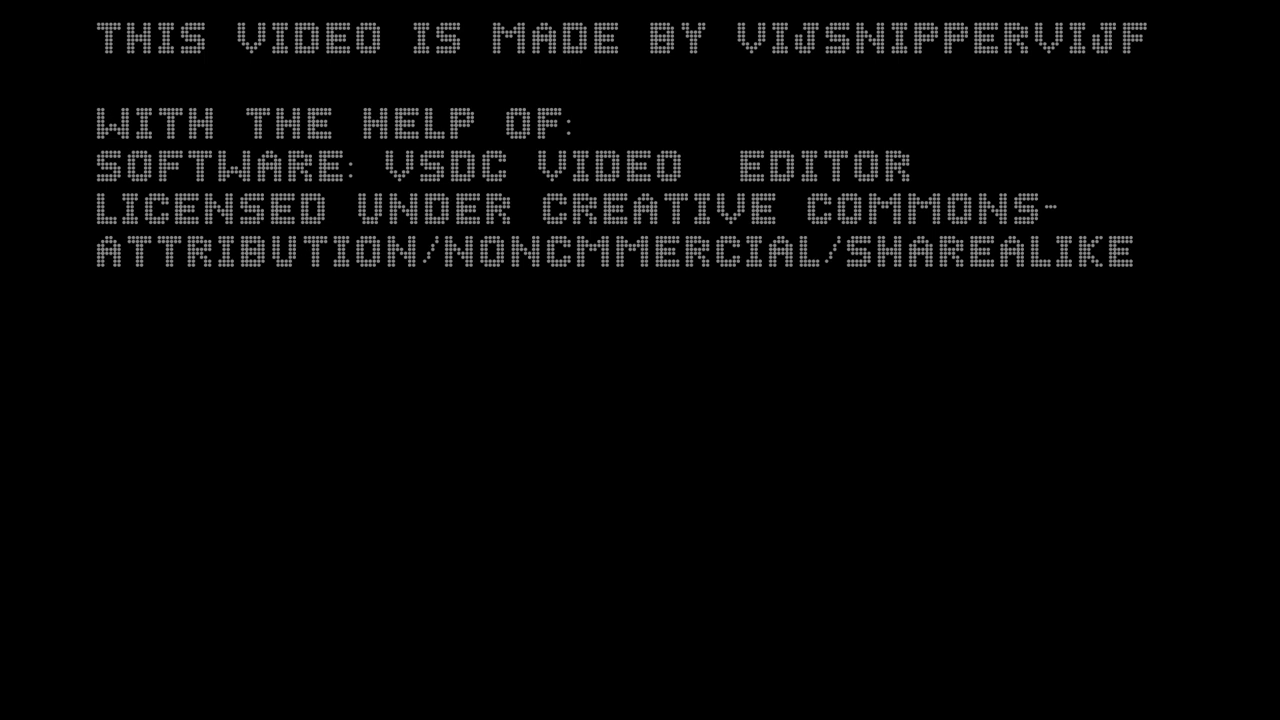 THIS VIDEO IS MADE BY VIJSNIPPERVIJF
WITH THE HELP OF:
SOFTWARE: VSDC VIDEO  EDITOR
LICENSED UNDER CREATIVE COMMONS-
ATTRIBUTION/NONCMMERCIAL/SHAREALIKE